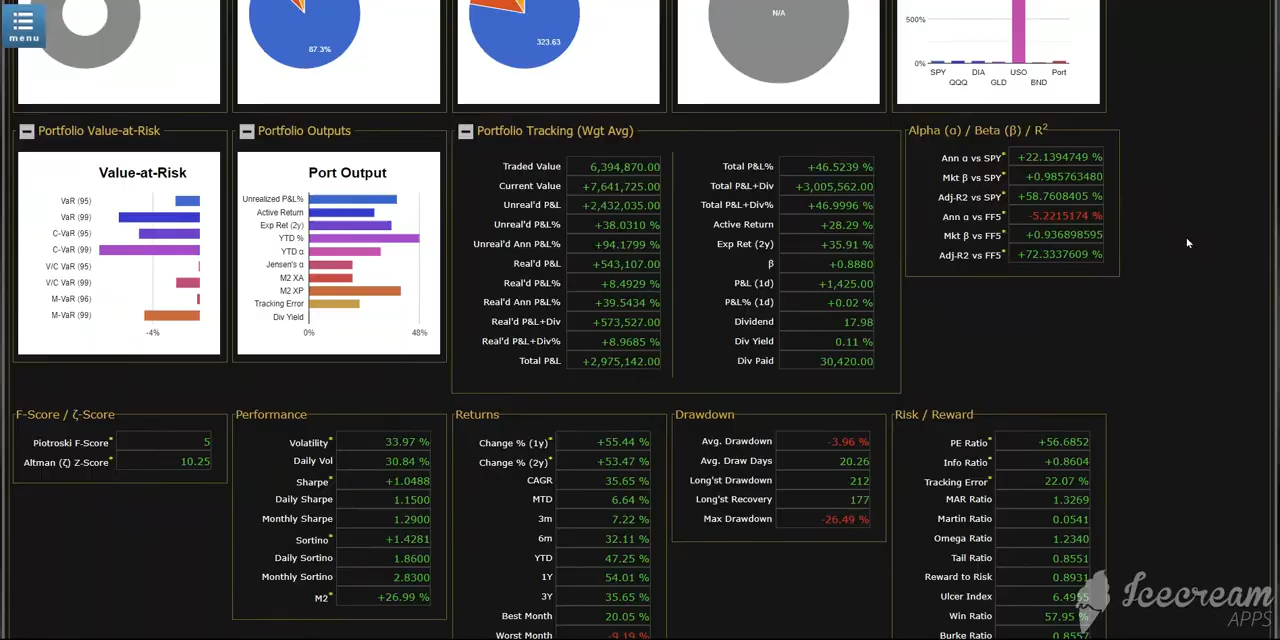 menu
87.3%
323.63
N/A
500%
0%
SPY DIA USO Port
QQQ GLD BND
Portfolio Value-at-Risk
Value-at-Risk
VaR (95)
VaR (99)
C-VaR (95)
C-VaR (99)
V/C VaR (95)
V/C VaR (99)
M-VaR (96)
M-VaR (99)
-4%
Portfolio Outputs
Port Output
Unrealized P&L%
Active Return
Exp Ret (2y)
YTD %
YTD α
Jensen's α
M2 XA
M2 XP
Tracking Error
Div Yield
0% 48%
Portfolio Tracking (Wgt Avg)
Traded Value 6,394,870.00
Current Value +7,641,725.00
Unreal'd P&L +2,432,035.00
Unreal'd P&L% +38.0310 %
Unreal'd Ann P&L% +94.1799 %
Real'd P&L +543,107.00
Real'd P&L% +8.4929 %
Real'd Ann P&L% +39.5434 %
Real'd P&L+Div +573,527.00
Real'd P&L+Div% +8.9685 %
Total P&L +2,975,142.00
Total P&L% +46.5239 %
Total P&L+Div +3,005,562.00
Total P&L+Div% +46.9996 %
Active Return +28.29 %
Exp Ret (2y) +35.91 %
β +0.8880
P&L (1d) +1,425.00
P&L% (1d) +0.02 %
Dividend 17.98
Div Yield 0.11 %
Div Paid 30,420.00
Alpha (α) / Beta (β) / R²
Ann α vs SPY* +22.1394749 %
Mkt β vs SPY* +0.985763480
Adj-R2 vs SPY* +58.7608405 %
Ann α vs FF5* -5.2215174 %
Mkt β vs FF5* +0.936898595
Adj-R2 vs FF5* +72.3337609 %
F-Score / ζ-Score
Piotroski F-Score* 5
Altman (ζ) Z-Score* 10.25
Performance
Volatility* 33.97 %
Daily Vol 30.84 %
Sharpe* +1.0488
Daily Sharpe 1.1500
Monthly Sharpe 1.2900
Sortino* +1.4281
Daily Sortino 1.8600
Monthly Sortino 2.8300
M2* +26.99 %
Returns
Change % (1y)* +55.44 %
Change % (2y)* +53.47 %
CAGR 35.65 %
MTD 6.64 %
3m 7.22 %
6m 32.11 %
YTD 47.25 %
1Y 54.01 %
3Y 35.65 %
Best Month 20.05 %
Worst Month -9.19 %
Drawdown
Avg. Drawdown -3.96 %
Avg. Draw Days 20.26
Long'st Drawdown 212
Long'st Recovery 177
Max Drawdown -26.49 %
Risk / Reward
PE Ratio* +56.6852
Info Ratio* +0.8604
Tracking Error* 22.07 %
MAR Ratio 1.3269
Martin Ratio 0.0541
Omega Ratio 1.2340
Tail Ratio 0.8551
Reward to Risk 0.8931
Ulcer Index 6.4955
Win Ratio 57.95 %
Burke Ratio 0.8557
Icecream
APPS